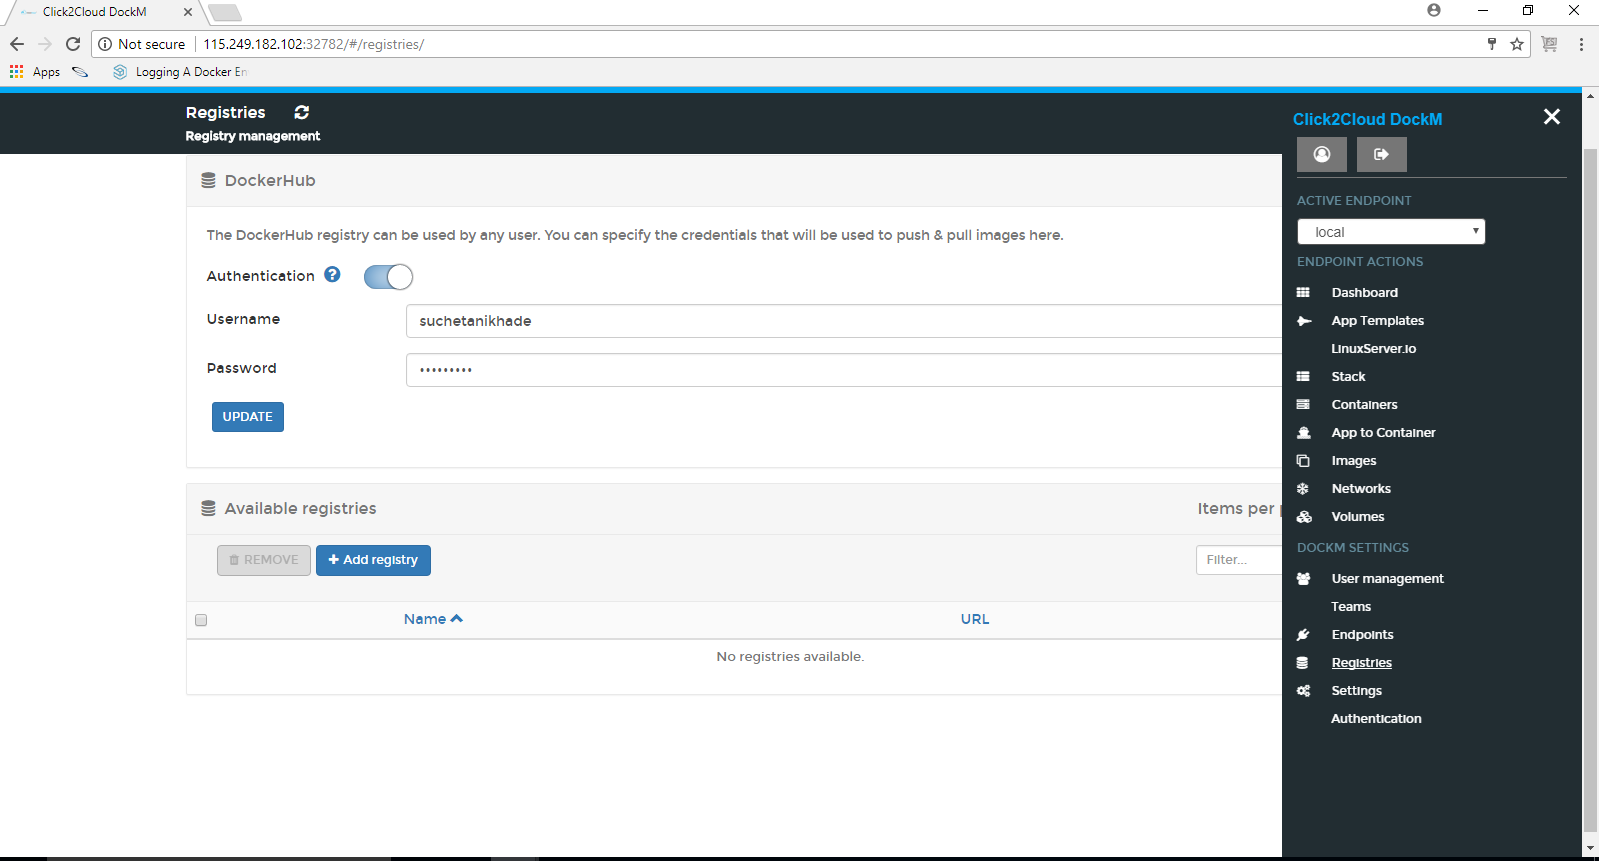 Click2Cloud DockM
Not secure
115.249.182.102:32782/#/registries/
Apps
Logging A Docker En
Registries
Registry management
DockerHub
The DockerHub registry can be used by any user. You can specify the credentials that will be used to push & pull images here.
Authentication
Username
suchetanikhade
Password
•••••••••
UPDATE
Available registries
Items per
REMOVE
Add registry
Filter...
Name
URL
No registries available.
Click2Cloud DockM
ACTIVE ENDPOINT
local
ENDPOINT ACTIONS
Dashboard
App Templates
LinuxServer.io
Stack
Containers
App to Container
Images
Networks
Volumes
DOCKM SETTINGS
User management
Teams
Endpoints
Registries
Settings
Authentication